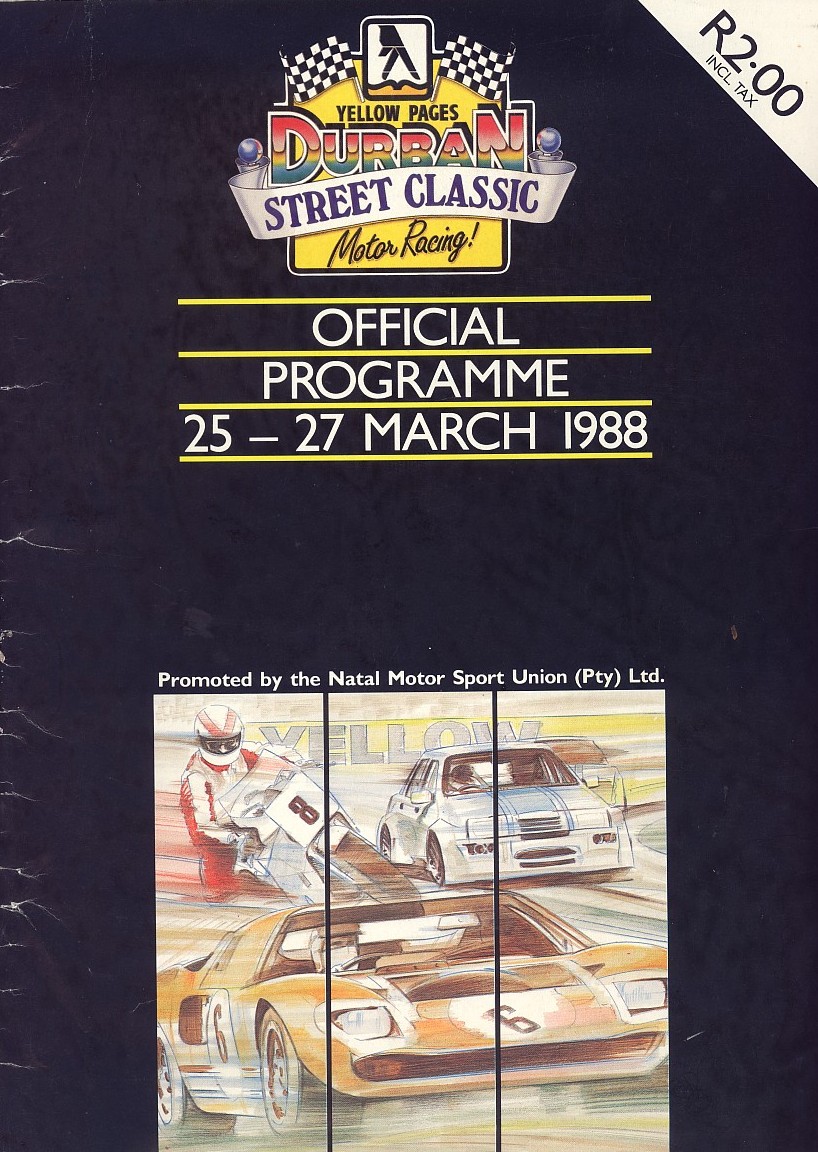 R2.00
INCL TAX
YELLOW PAGES
DURBAN
STREET CLASSIC
Motor Racing!
OFFICIAL
PROGRAMME
25 – 27 MARCH 1988
Promoted by the Natal Motor Sport Union (Pty) Ltd.
YELLOW
8
6
6